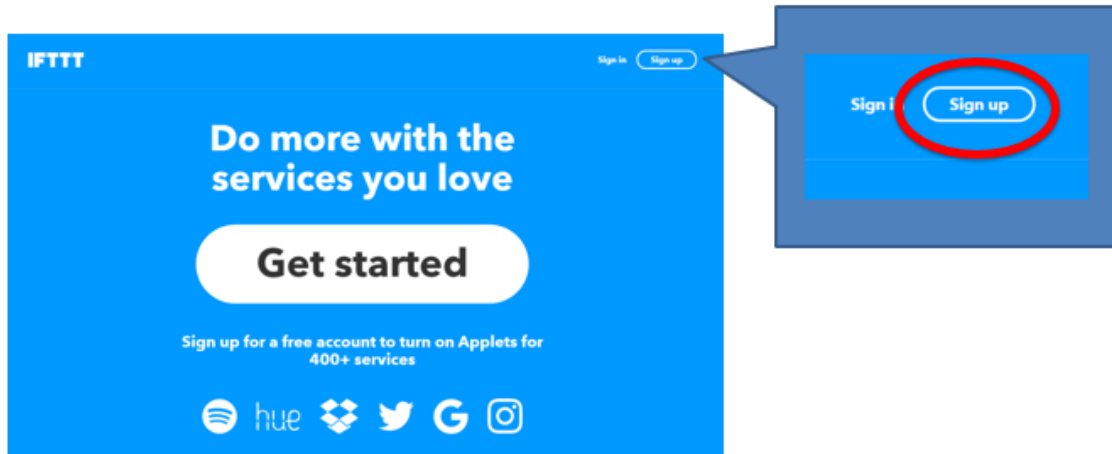 IFTTT
Sign in Sign up
Do more with the
services you love
Get started
Sign up for a free account to turn on Applets for
400+ services
hue
Sign i Sign up